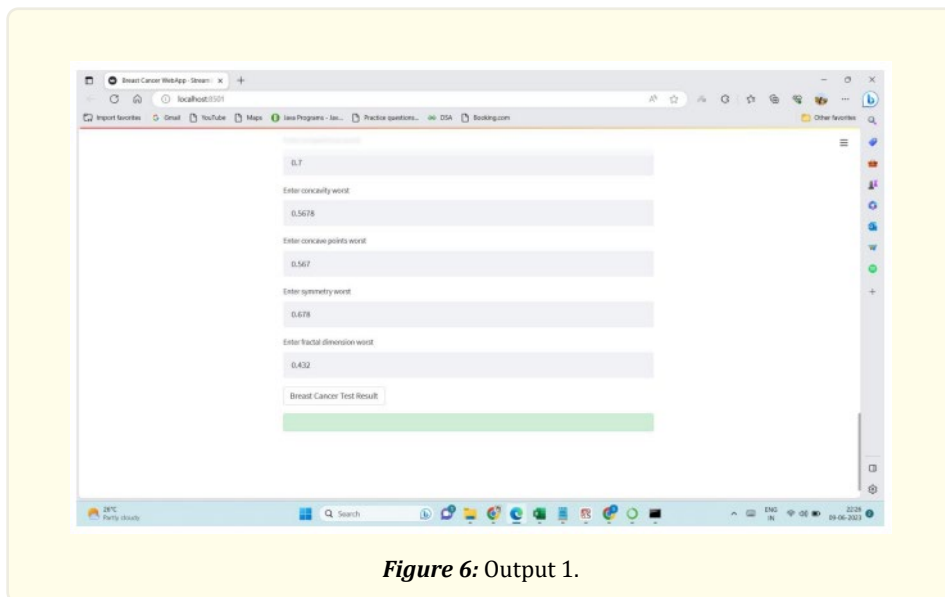 Breast Cancer WebApp - Stream
localhost:8501
Import favorites Gmail YouTube Maps Java Programs - Jav... Practice questions... DSA Booking.com Other favorites
0.7
Enter concavity worst
0.5678
Enter concave points worst
0.567
Enter symmetry worst
0.678
Enter fractal dimension worst
0.432
Breast Cancer Test Result
26°C
Partly cloudy
Search
ENG
IN
22:26
09-06-2023
Figure 6: Output 1.